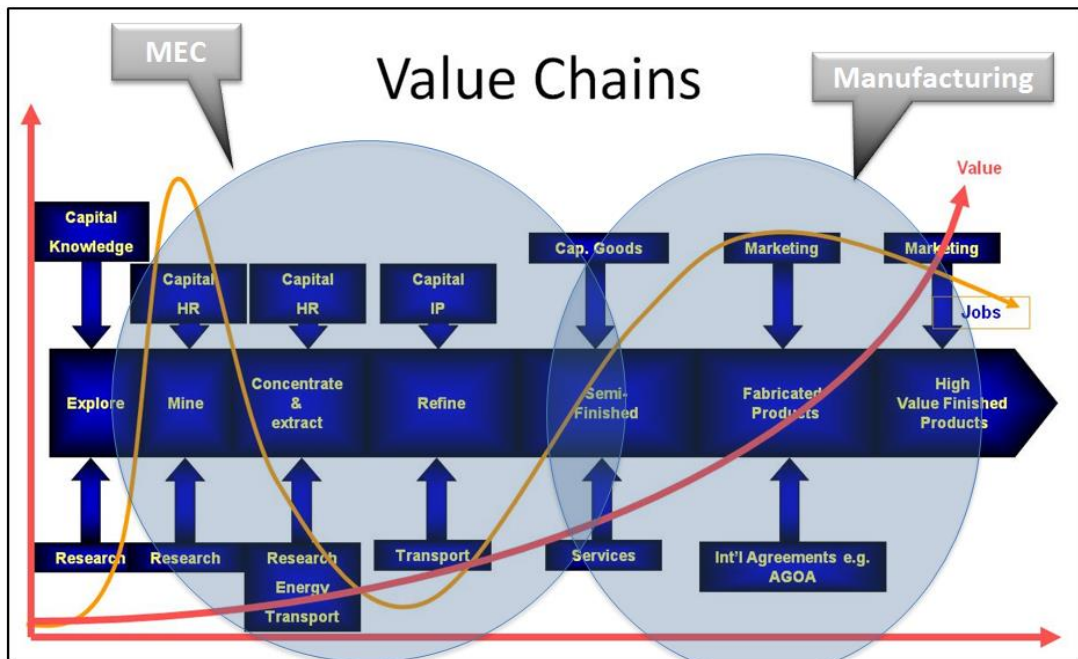 MEC
Value Chains
Manufacturing
Value
Capital
Knowledge
Capital
HR
Capital
HR
Capital
IP
Cap. Goods
Marketing
Marketing
Jobs
Explore
Mine
Concentrate
&
extract
Refine
Semi-
Finished
Fabricated
Products
High
Value Finished
Products
Research
Research
Research
Energy
Transport
Transport
Services
Int'l Agreements e.g.
AGOA